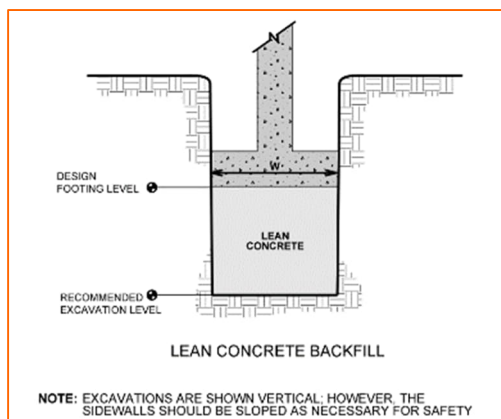 DESIGN
FOOTING LEVEL
W
LEAN
CONCRETE
RECOMMENDED
EXCAVATION LEVEL
LEAN CONCRETE BACKFILL
NOTE: EXCAVATIONS ARE SHOWN VERTICAL; HOWEVER, THE
SIDEWALLS SHOULD BE SLOPED AS NECESSARY FOR SAFETY